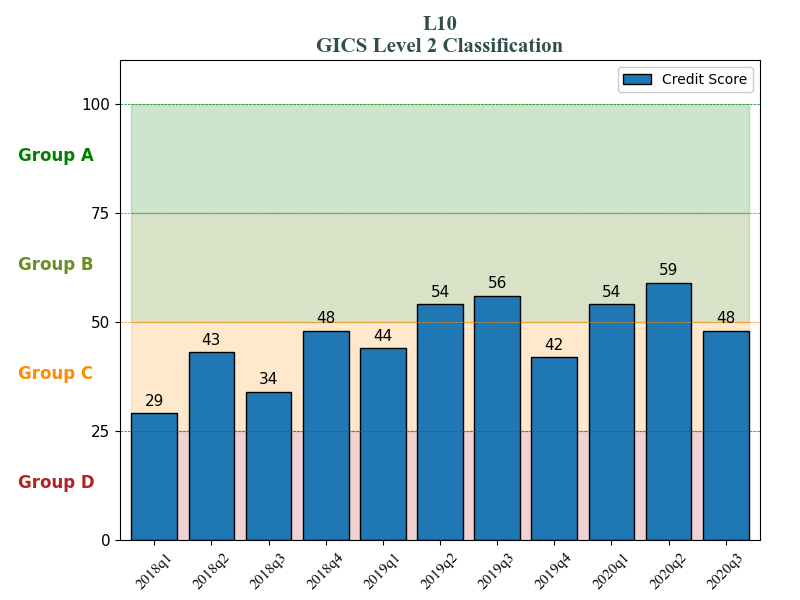 L10
GICS Level 2 Classification
Credit Score
100
Group A
75
Group B
50
Group C
25
Group D
0
29
43
34
48
44
54
56
42
54
59
48
2018q1
2018q2
2018q3
2018q4
2019q1
2019q2
2019q3
2019q4
2020q1
2020q2
2020q3